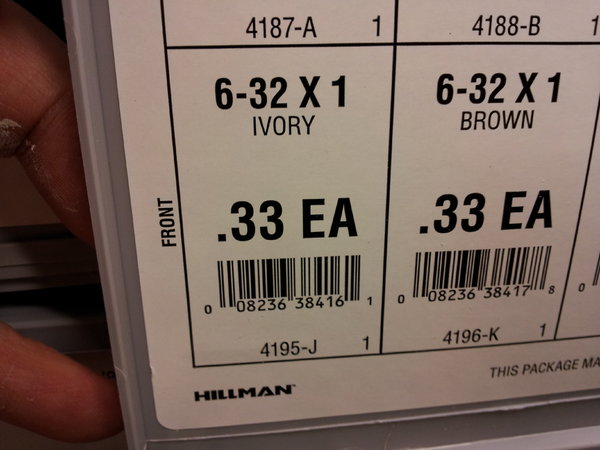 4187-A 1
4188-B 1
6-32 X 1
IVORY
6-32 X 1
BROWN
FRONT
.33 EA
.33 EA
0 08236 38416 1
0 08236 38417 8
0
4195-J 1
4196-K 1
HILLMAN
THIS PACKAGE MA